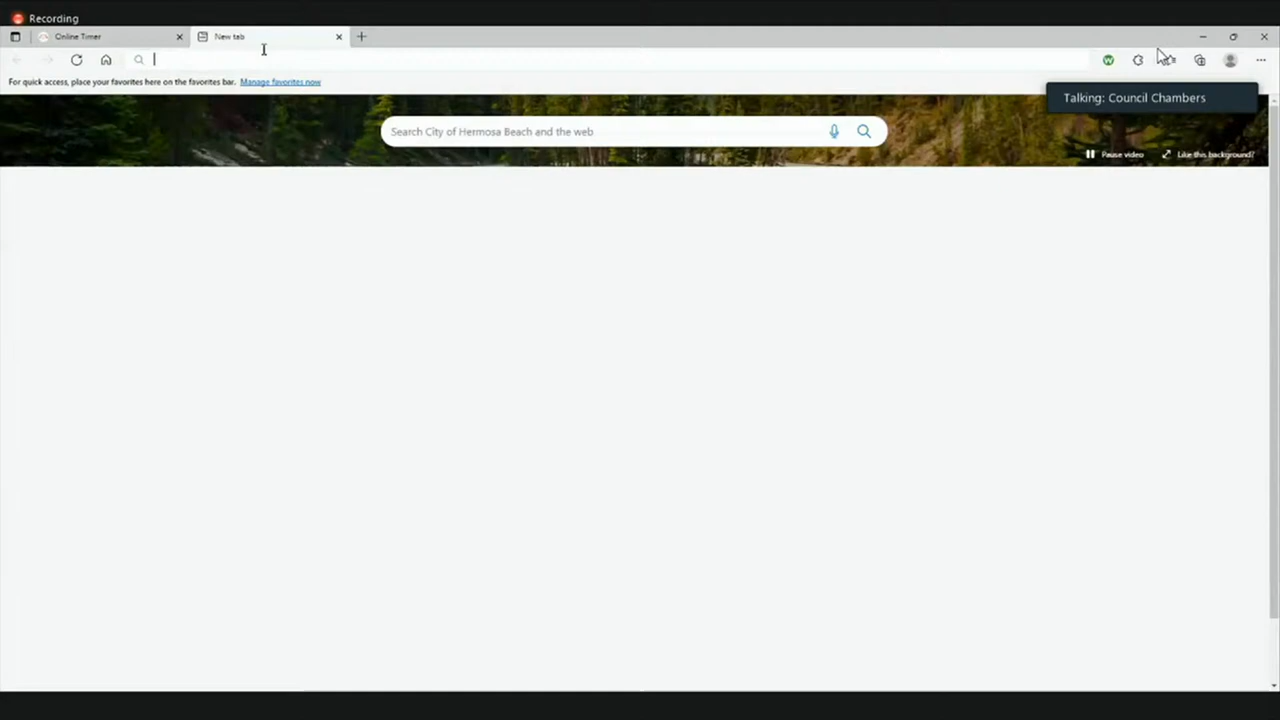 Recording
Online Timer
New tab
For quick access, place your favorites here on the favorites bar. Manage favorites now
Talking: Council Chambers
Search City of Hermosa Beach and the web
Pause video
Like this background?